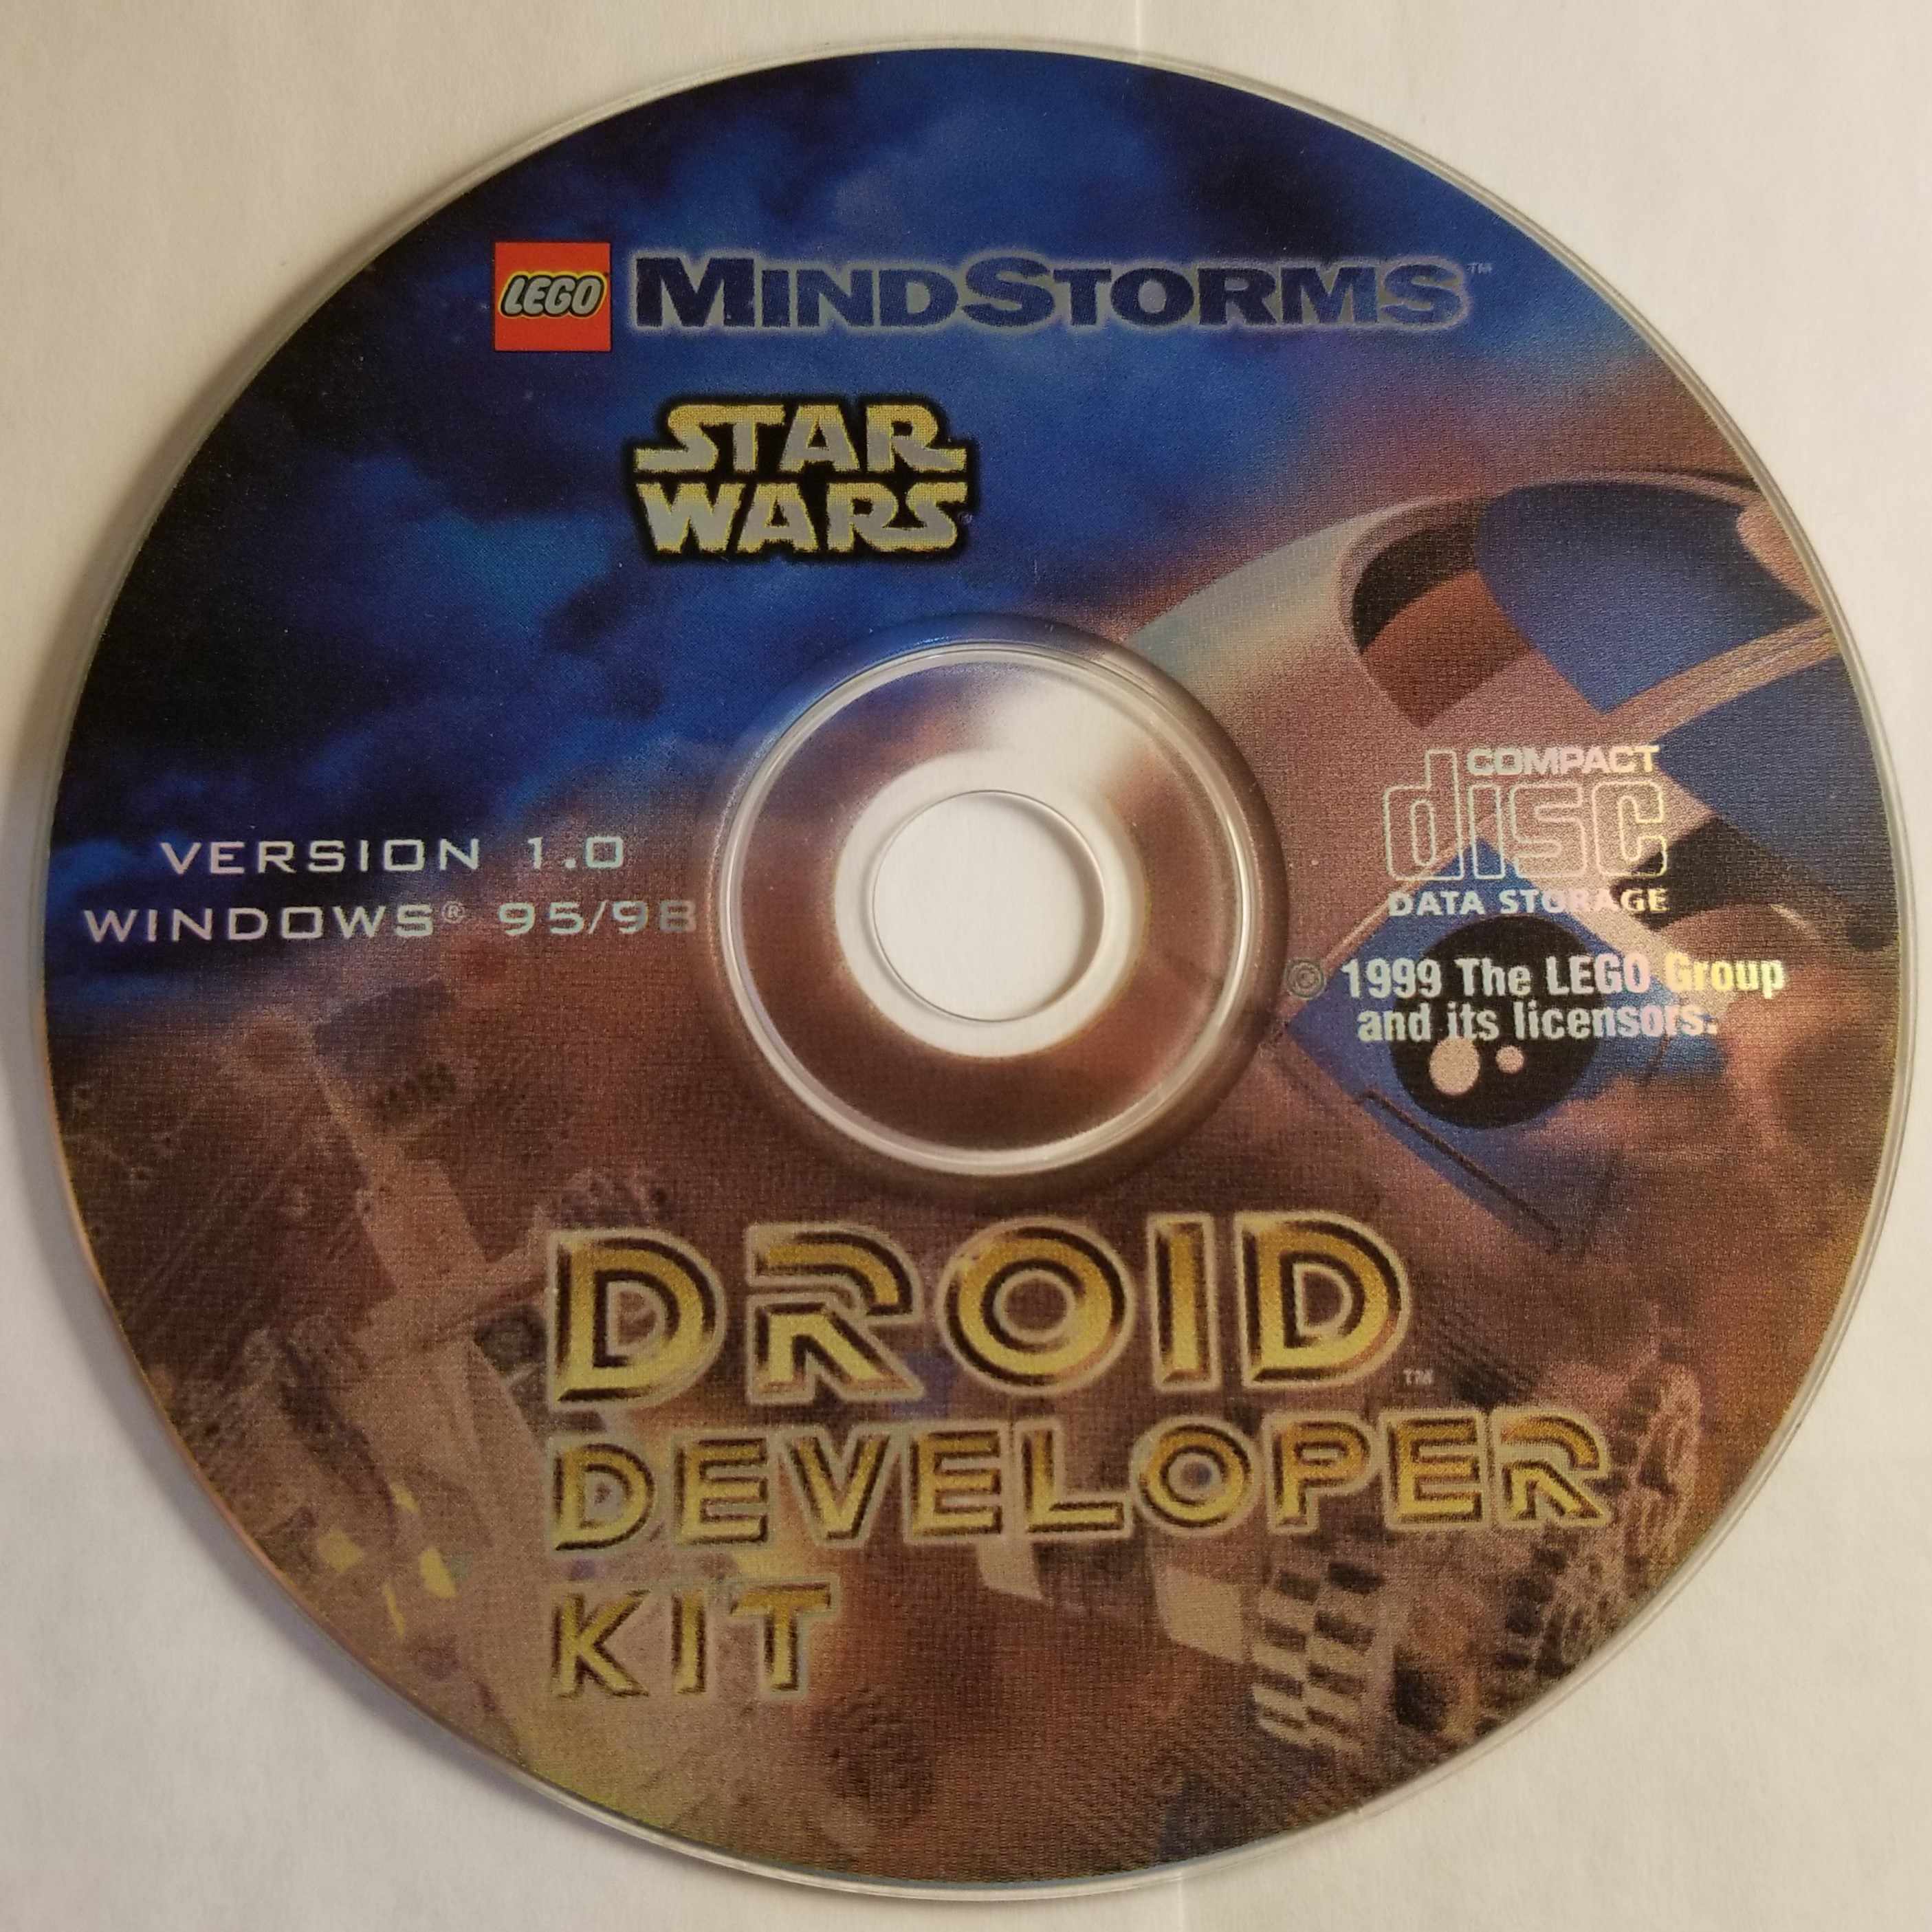 LEGO MINDSTORMS™
STAR
WARS
VERSION 1.0
WINDOWS® 95/98
COMPACT
disc
DATA STORAGE
© 1999 The LEGO Group
and its licensors.
DROID™
DEVELOPER
KIT